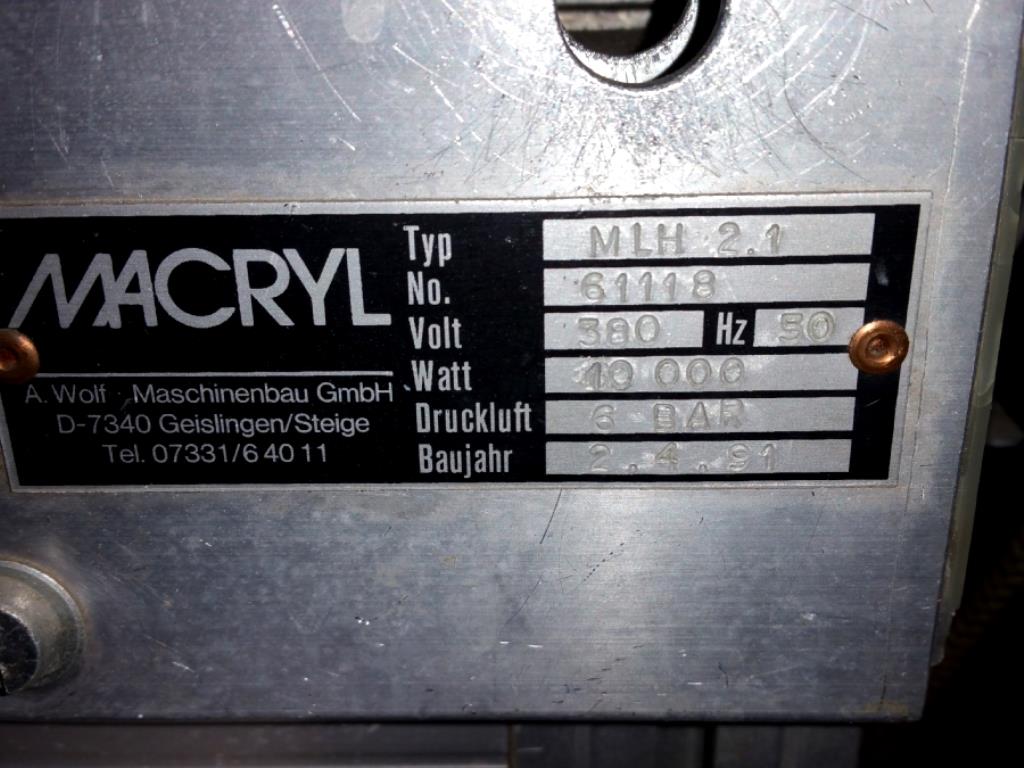 MACRYL
A. Wolf Maschinenbau GmbH
D-7340 Geislingen/Steige
Tel. 07331/6 40 11
Typ MLH 2.1
No. 61118
Volt 380 Hz 50
Watt 10 000
Druckluft 6 BAR
Baujahr 2.4.91